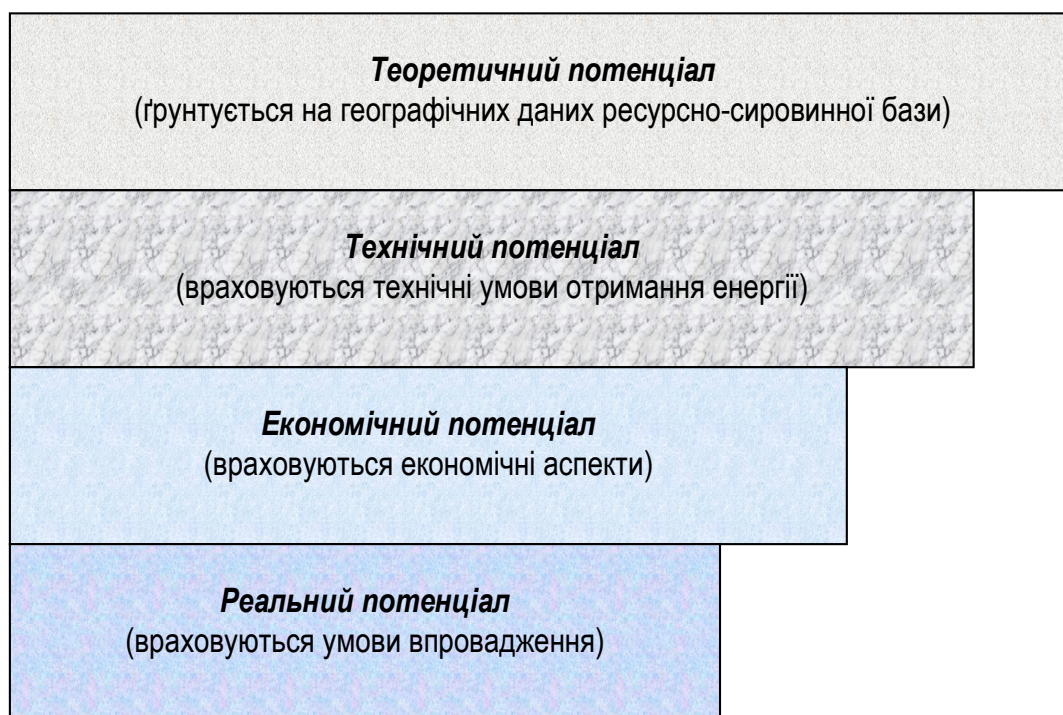 Теоретичний потенціал
(ґрунтується на географічних даних ресурсно-сировинної бази)
Технічний потенціал
(враховуються технічні умови отримання енергії)
Економічний потенціал
(враховуються економічні аспекти)
Реальний потенціал
(враховуються умови впровадження)